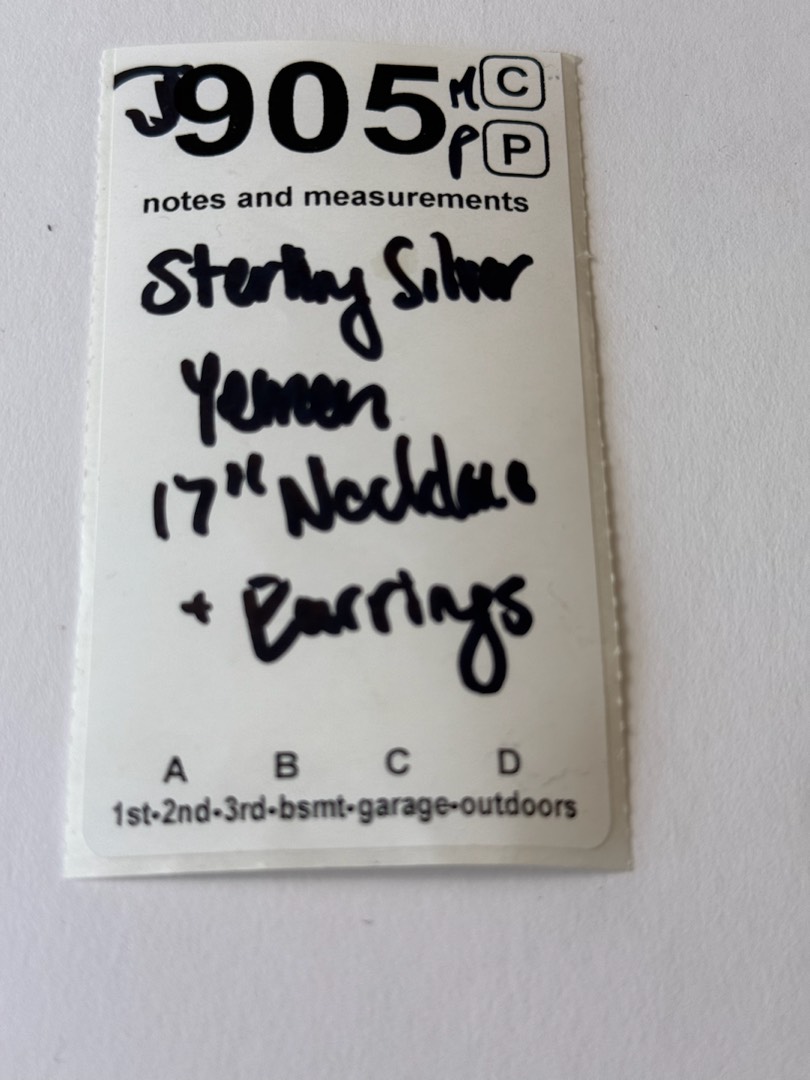 J905 M C
P P
notes and measurements
Sterling Silver
Yemen
17" Necklace
+ Earrings
A B C D
1st-2nd-3rd-bsmt-garage-outdoors